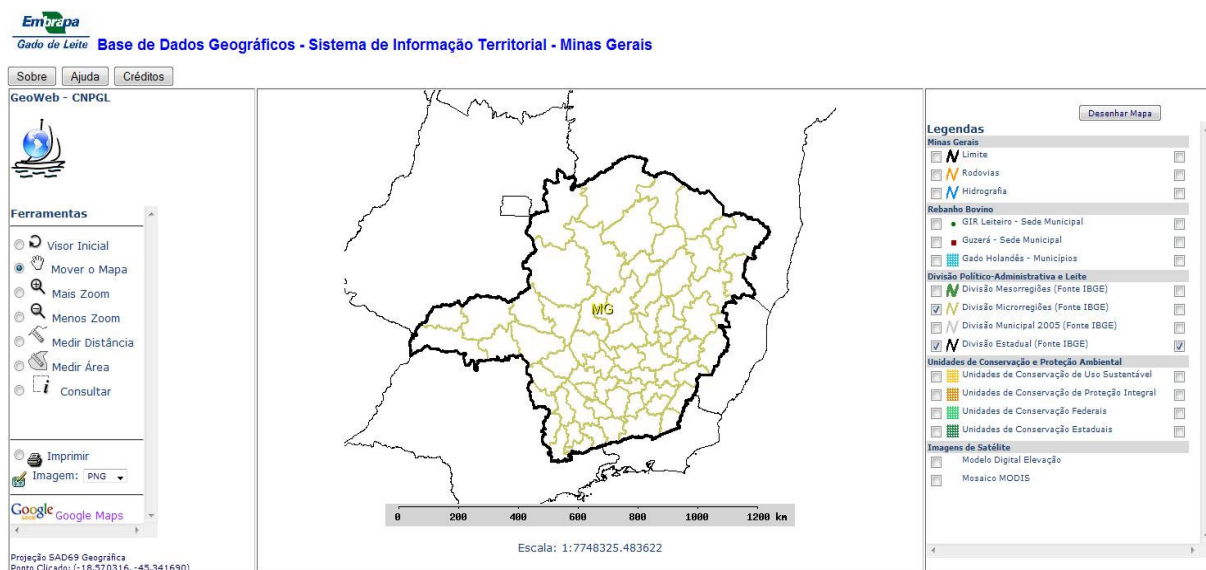 Embrapa
Gado de Leite
Base de Dados Geográficos - Sistema de Informação Territorial - Minas Gerais
Sobre
Ajuda
Créditos
GeoWeb - CNPGL
Ferramentas
Visor Inicial
Mover o Mapa
Mais Zoom
Menos Zoom
Medir Distância
Medir Área
i Consultar
Imprimir
Imagem: PNG
Google Google Maps
Projeção SAD69 Geográfica
Ponto Clicado: (-18.570316, -45.341690)
MG
0 200 400 600 800 1000 1200 km
Escala: 1:7748325.483622
Desenhar Mapa
Legendas
Minas Gerais
Limite
Rodovias
Hidrografia
Rebanho Bovino
GIR Leiteiro - Sede Municipal
Guzerá - Sede Municipal
Gado Holandês - Municípios
Divisão Político-Administrativa e Leite
Divisão Mesorregiões (Fonte IBGE)
Divisão Microrregiões (Fonte IBGE)
Divisão Municipal 2005 (Fonte IBGE)
Divisão Estadual (Fonte IBGE)
Unidades de Conservação e Proteção Ambiental
Unidades de Conservação de Uso Sustentável
Unidades de Conservação de Proteção Integral
Unidades de Conservação Federais
Unidades de Conservação Estaduais
Imagens de Satélite
Modelo Digital Elevação
Mosaico MODIS